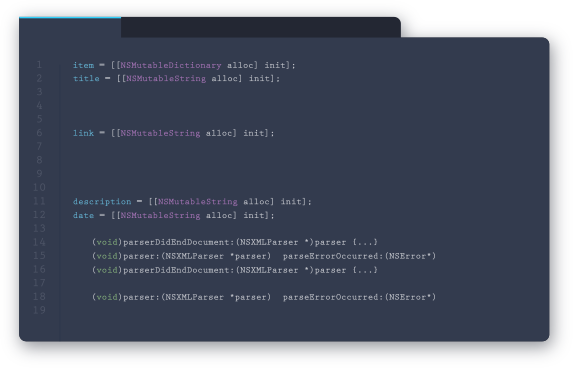 1 item = [[NSMutableDictionary alloc] init];
2 title = [[NSMutableString alloc] init];
3
4
5
6 link = [[NSMutableString alloc] init];
7
8
9
10
11 description = [[NSMutableString alloc] init];
12 date = [[NSMutableString alloc] init];
13
14 (void)parserDidEndDocument:(NSXMLParser *)parser {...}
15 (void)parser:(NSXMLParser *parser) parseErrorOccurred:(NSError*)
16 (void)parserDidEndDocument:(NSXMLParser *)parser {...}
17
18 (void)parser:(NSXMLParser *parser) parseErrorOccurred:(NSError*)
19